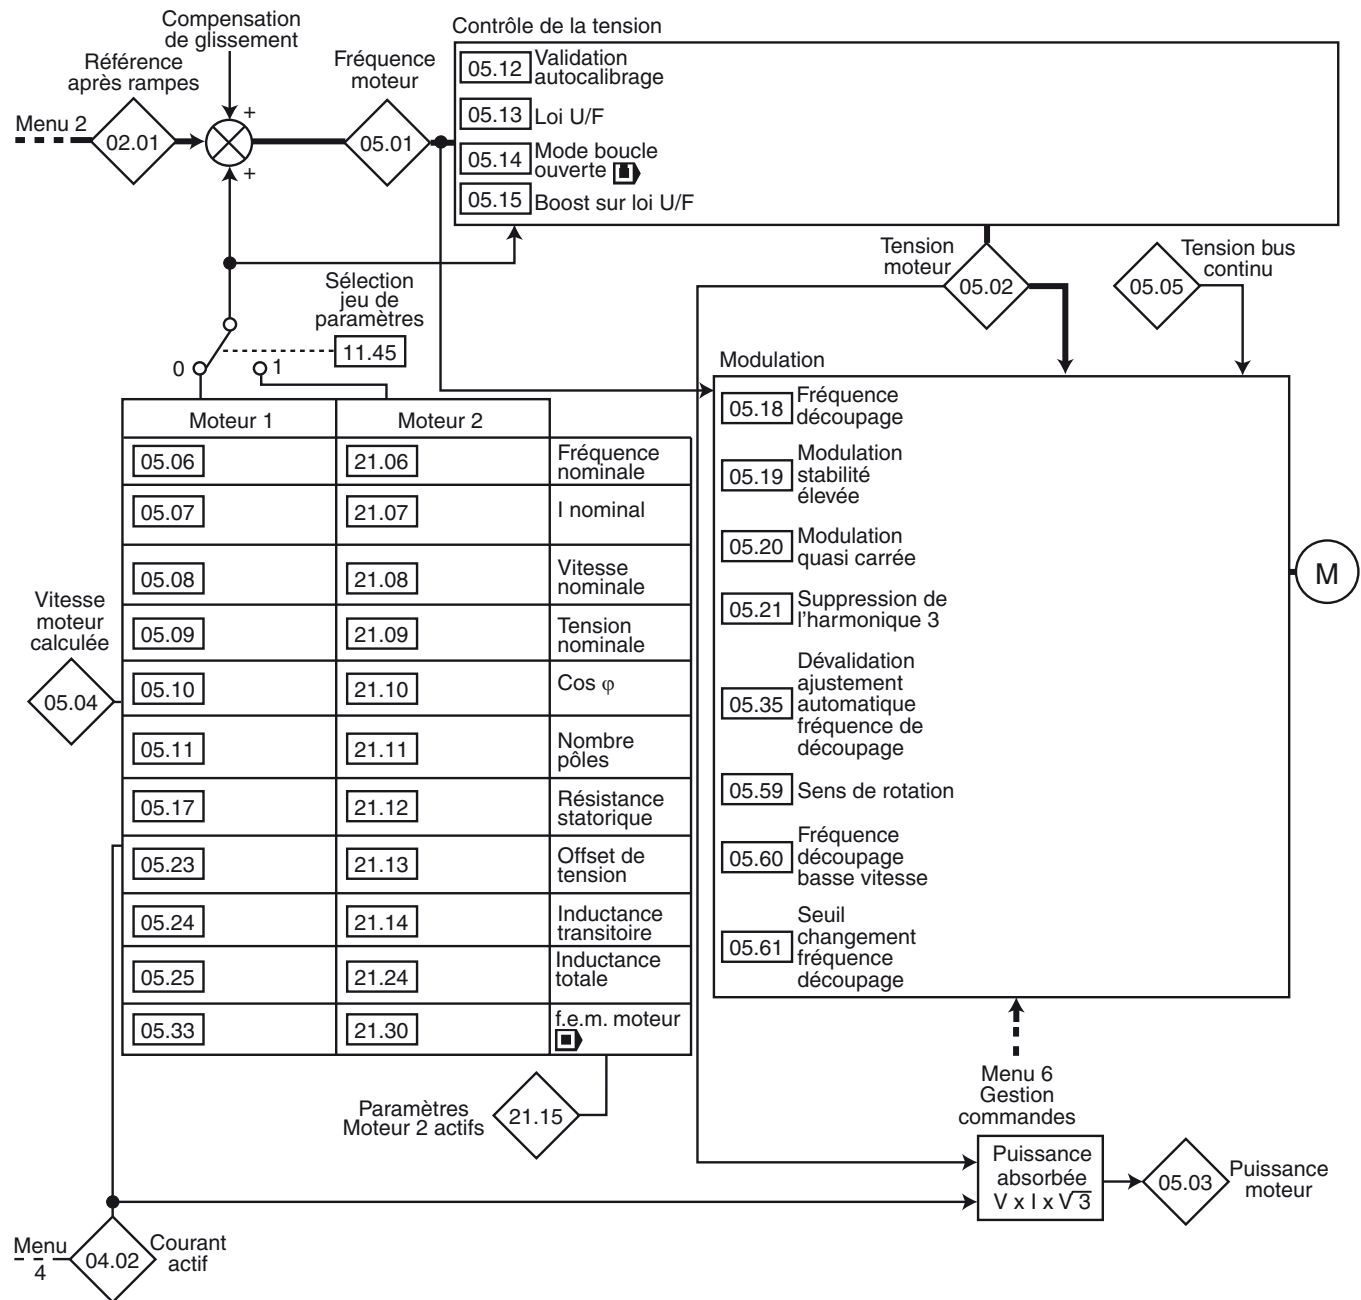 Compensation
de glissement
Référence
après rampes
Menu 2
02.01
+
+
Fréquence
moteur
05.01
Contrôle de la tension
05.12 Validation
autocalibrage
05.13 Loi U/F
05.14 Mode boucle
ouverte
05.15 Boost sur loi U/F
Tension
moteur
05.02
05.05
Tension bus
continu
Sélection
jeu de
paramètres
11.45
0
1
Moteur 1 Moteur 2
05.06 21.06 Fréquence
nominale
05.07 21.07 I nominal
05.08 21.08 Vitesse
nominale
05.09 21.09 Tension
nominale
05.10 21.10 Cos φ
05.11 21.11 Nombre
pôles
05.17 21.12 Résistance
statorique
05.23 21.13 Offset de
tension
05.24 21.14 Inductance
transitoire
05.25 21.24 Inductance
totale
05.33 21.30 f.e.m. moteur
Vitesse
moteur
calculée
05.04
Paramètres
Moteur 2 actifs
21.15
Modulation
05.18 Fréquence
découpage
05.19 Modulation
stabilité
élevée
05.20 Modulation
quasi carrée
05.21 Suppression de
l'harmonique 3
05.35 Dévalidation
ajustement
automatique
fréquence de
découpage
05.59 Sens de rotation
05.60 Fréquence
découpage
basse vitesse
05.61 Seuil
changement
fréquence
découpage
M
Menu 6
Gestion
commandes
Puissance
absorbée
V x I x √3
05.03
Puissance
moteur
Menu
4
04.02
Courant
actif